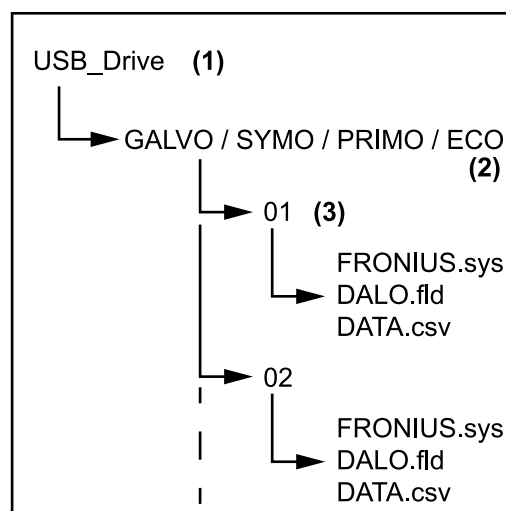 USB_Drive (1)
GALVO / SYMO / PRIMO / ECO
(2)
01 (3)
FRONIUS.sys
DALO.fld
DATA.csv
02
FRONIUS.sys
DALO.fld
DATA.csv